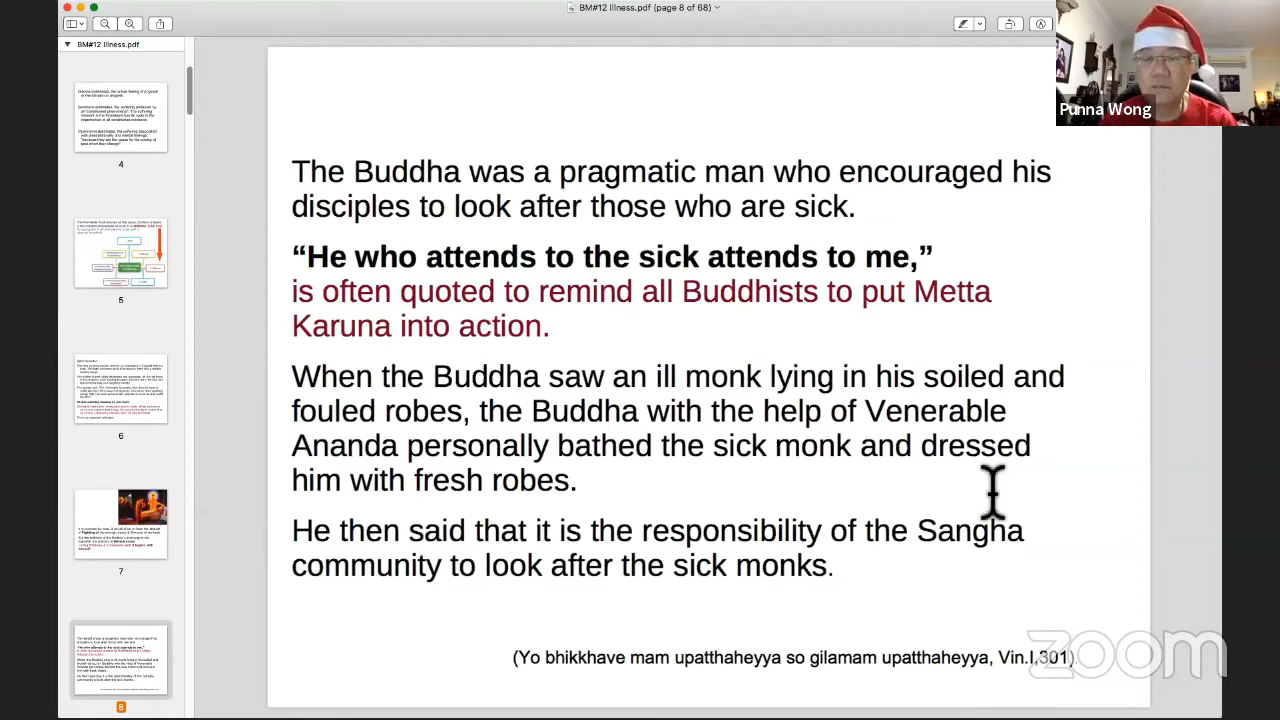 BM#12 Illness.pdf (page 8 of 68)
BM#12 Illness.pdf
Punna Wong
4
5
6
7
8
The Buddha was a pragmatic man who encouraged his
disciples to look after those who are sick.
“He who attends to the sick attends to me,”
is often quoted to remind all Buddhists to put Metta
Karuna into action.
When the Buddha saw an ill monk lying in his soiled and
fouled robes, the Buddha with the help of Venerable
Ananda personally bathed the sick monk and dressed
him with fresh robes.
He then said that it is the responsibility of the Sangha
community to look after the sick monks.
(Yo bhikkhave mam upatthaheyya so gilamam upatthaheyya, Vin.I,301)
zoom